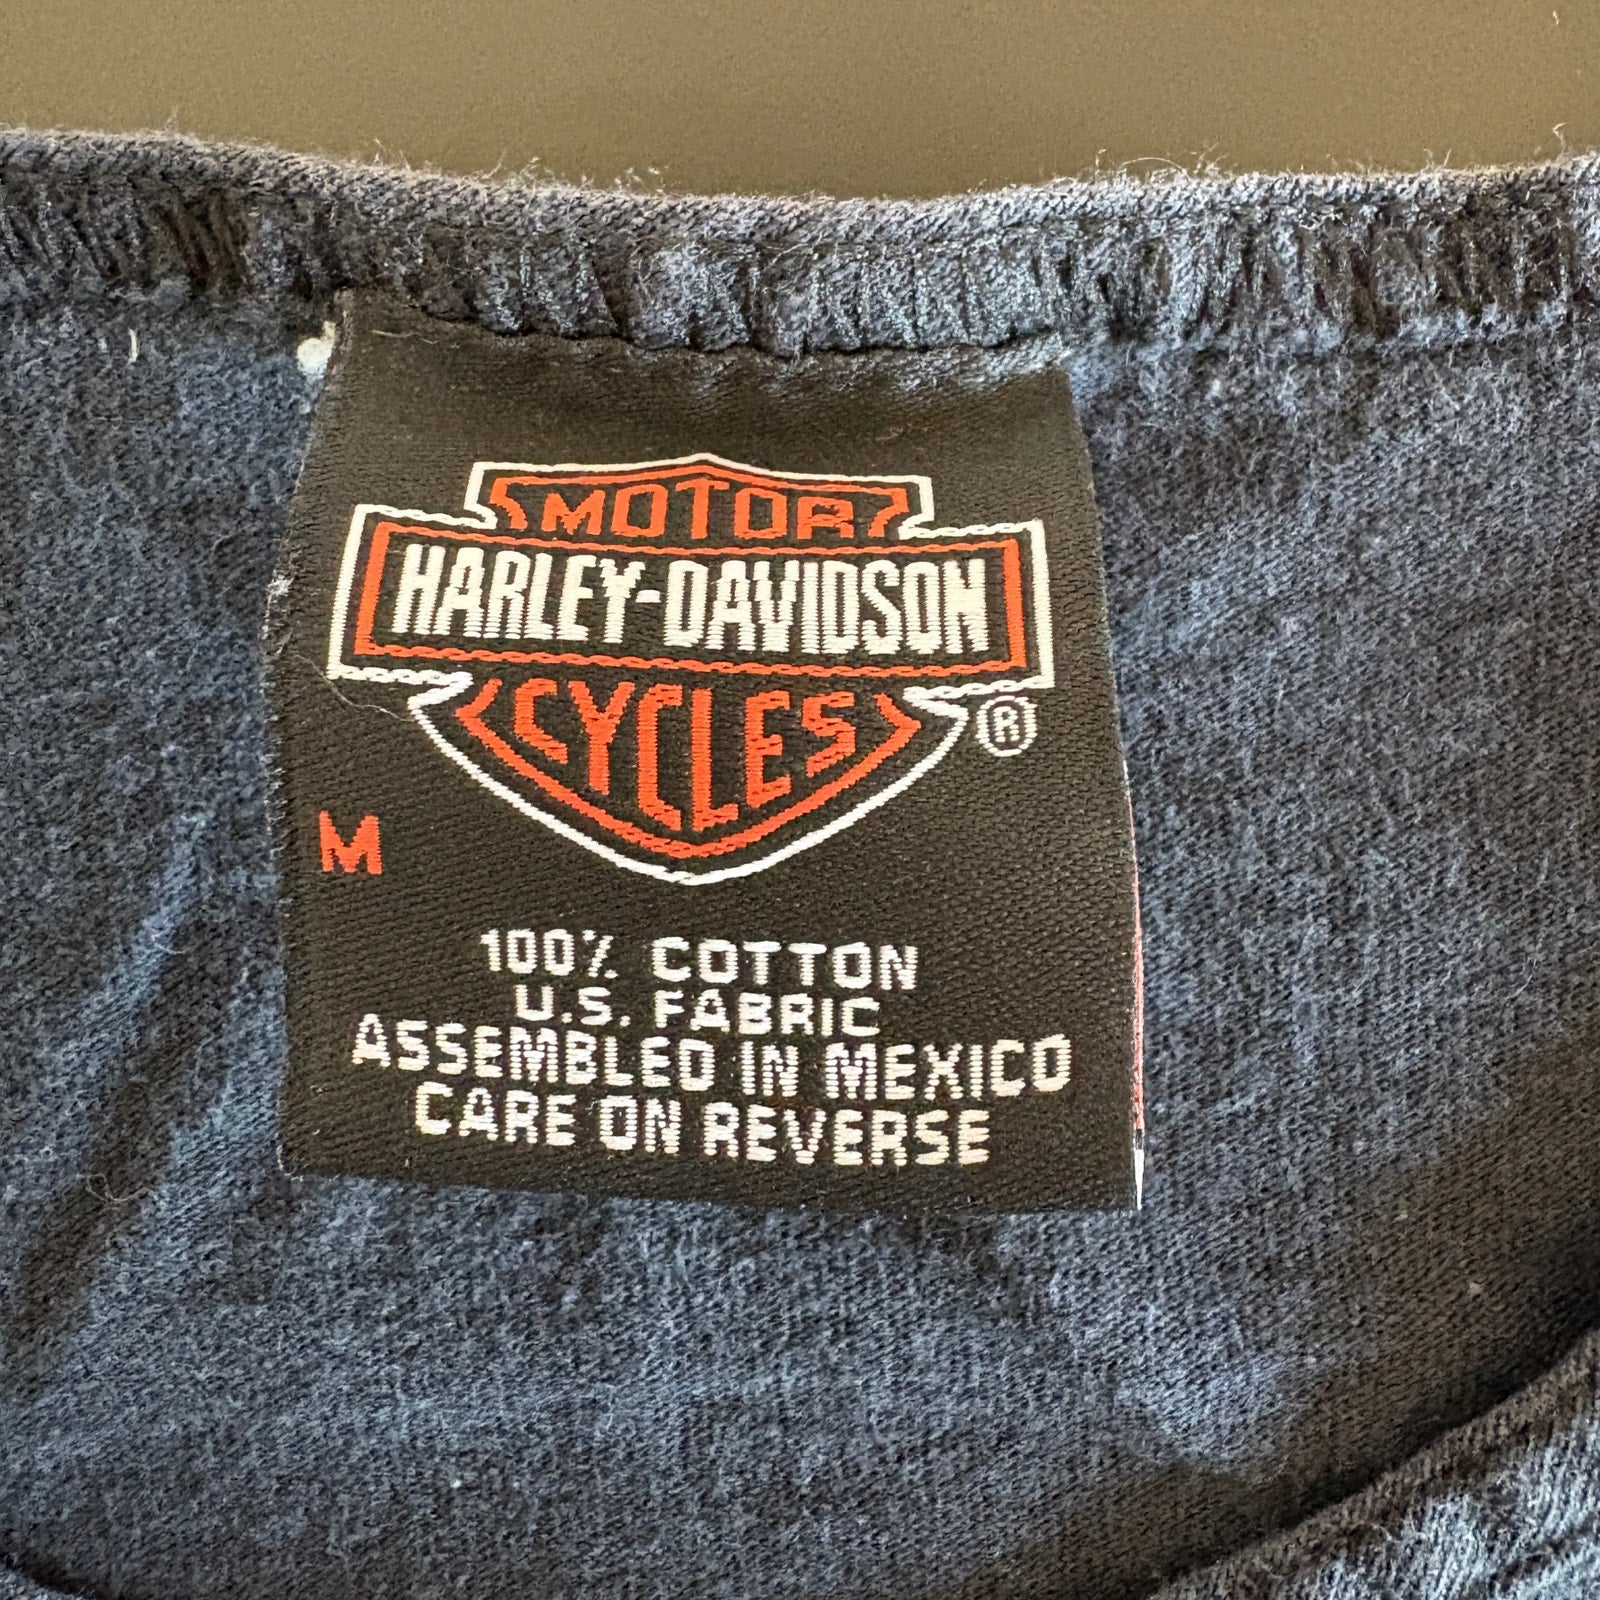 MOTOR
HARLEY-DAVIDSON
CYCLES
®
M
100% COTTON
U.S. FABRIC
ASSEMBLED IN MEXICO
CARE ON REVERSE